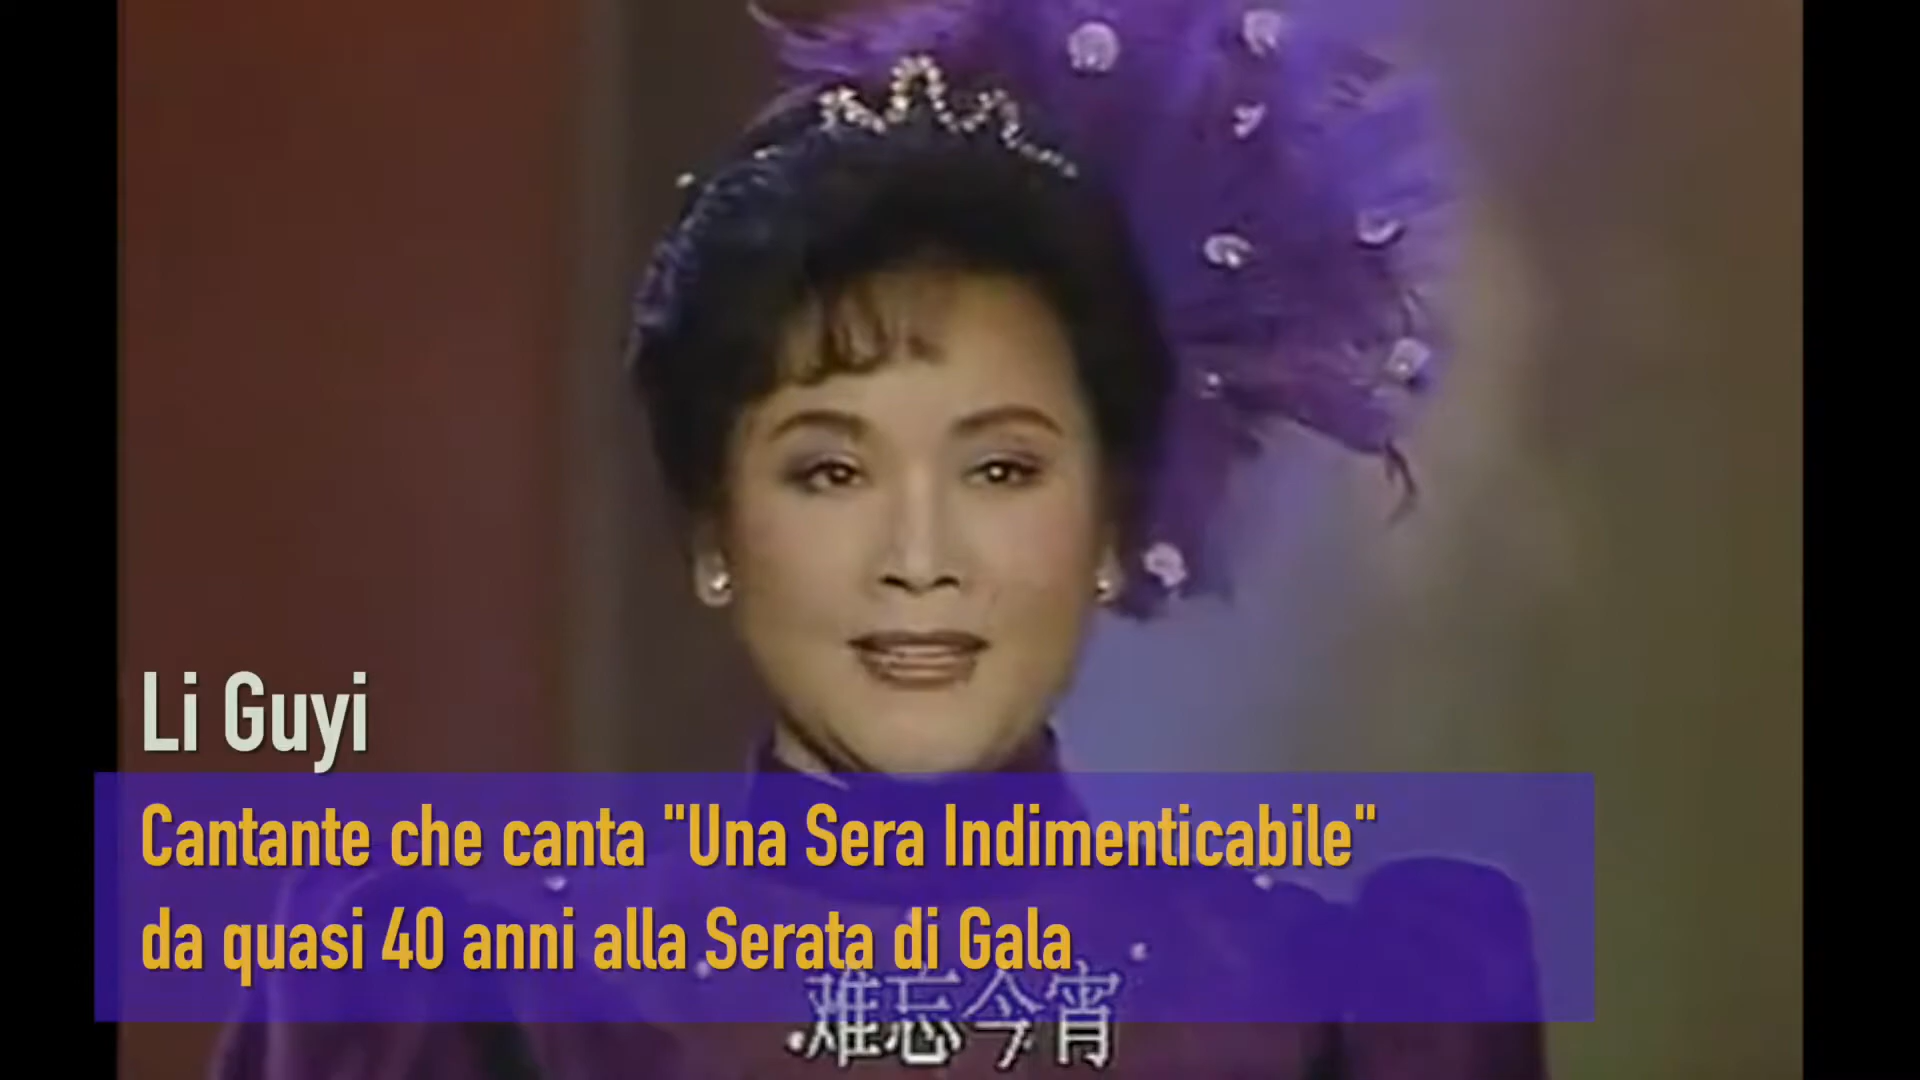 Li Guyi
Cantante che canta "Una Sera Indimenticabile"
da quasi 40 anni alla Serata di Gala
难忘今宵